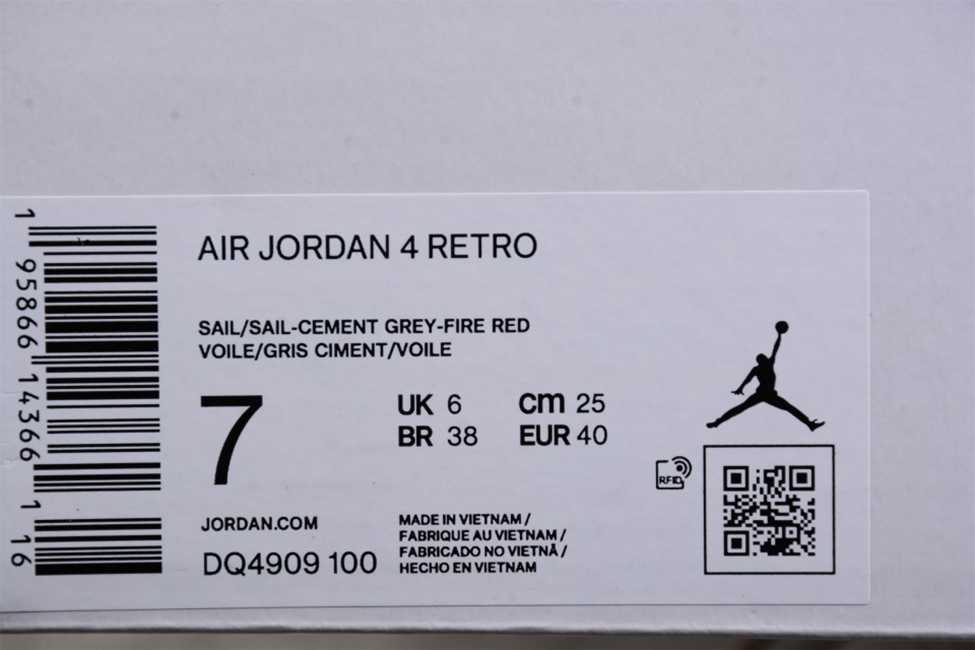 1 95866 14366 1 16
AIR JORDAN 4 RETRO
SAIL/SAIL-CEMENT GREY-FIRE RED
VOILE/GRIS CIMENT/VOILE
7
UK 6 cm 25
BR 38 EUR 40
RFID
JORDAN.COM
DQ4909 100
MADE IN VIETNAM /
FABRIQUE AU VIETNAM /
FABRICADO NO VIETNÃ /
HECHO EN VIETNAM